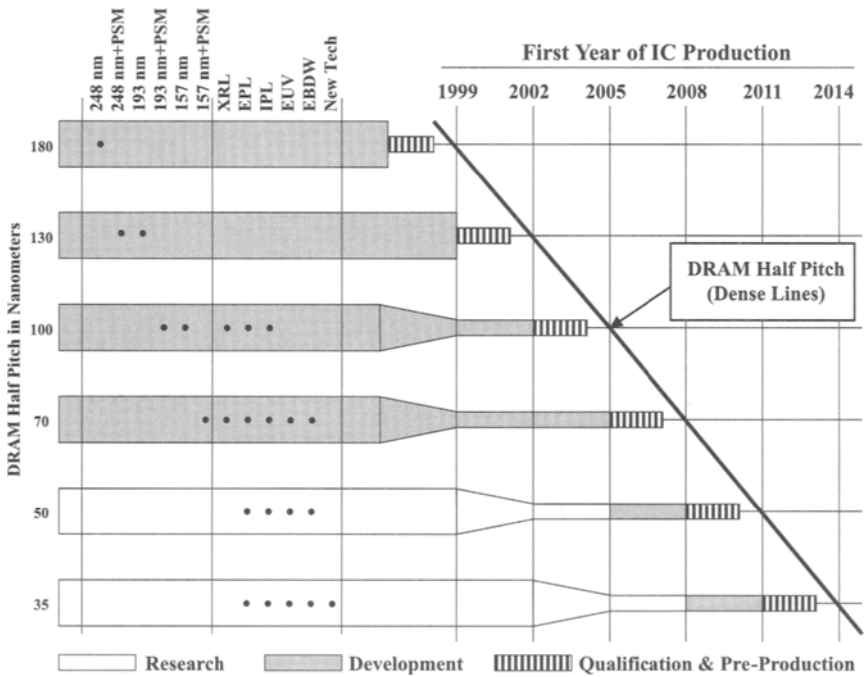 248 nm
248 nm+PSM
193 nm
193 nm+PSM
157 nm
157 nm+PSM
XRL
EPL
IPL
EUV
EBDW
New Tech
First Year of IC Production
1999 2002 2005 2008 2011 2014
DRAM Half Pitch in Nanometers
180
130
DRAM Half Pitch
(Dense Lines)
100
70
50
35
Research Development Qualification & Pre-Production